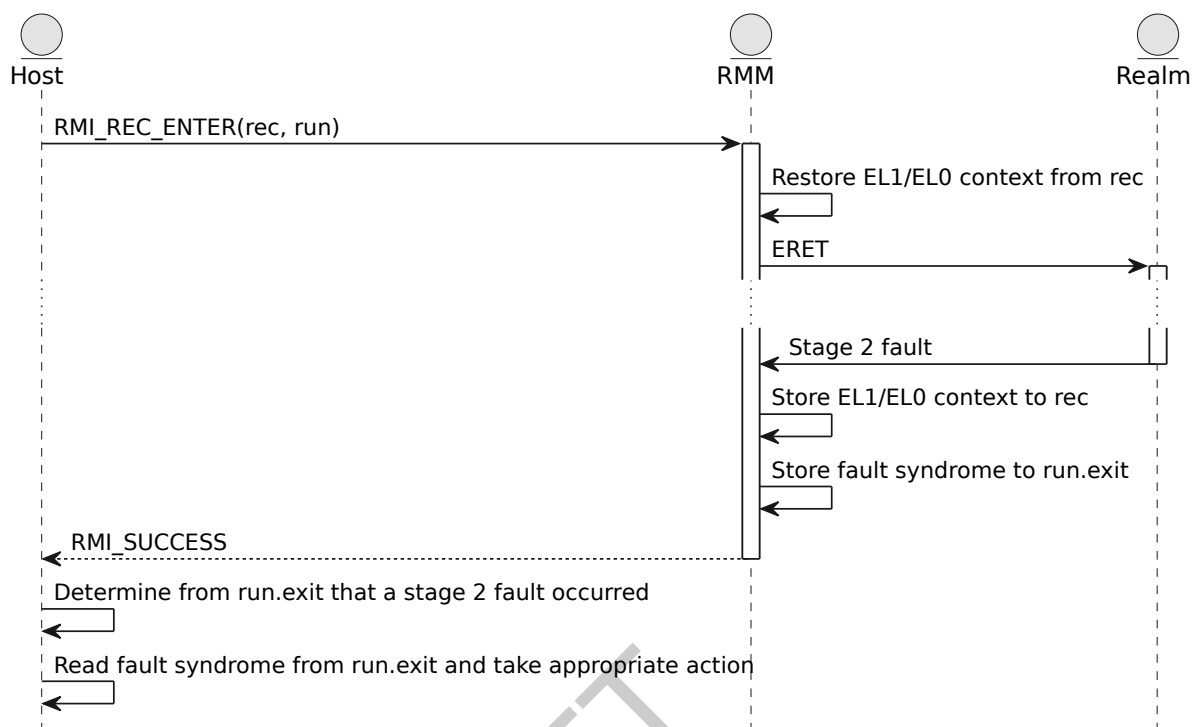 Host
RMM
Realm
RMI_REC_ENTER(rec, run)
Restore EL1/EL0 context from rec
ERET
Stage 2 fault
Store EL1/EL0 context to rec
Store fault syndrome to run.exit
RMI_SUCCESS
Determine from run.exit that a stage 2 fault occurred
Read fault syndrome from run.exit and take appropriate action